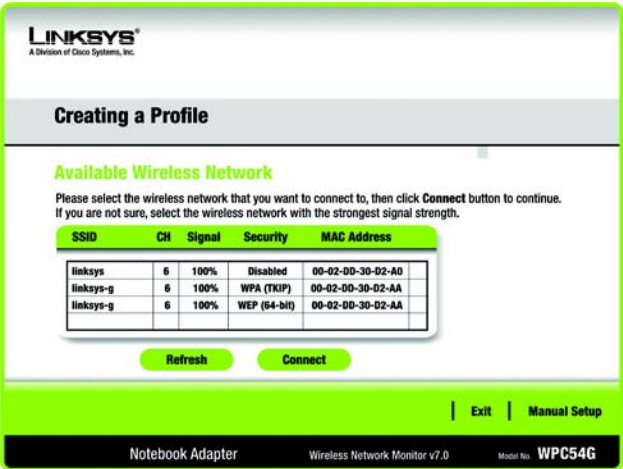 LINKSYS®
A Division of Cisco Systems, Inc.
Creating a Profile
Available Wireless Network
Please select the wireless network that you want to connect to, then click Connect button to continue.
If you are not sure, select the wireless network with the strongest signal strength.
SSID CH Signal Security MAC Address
linksys 6 100% Disabled 00-02-DD-30-D2-A0
linksys-g 6 100% WPA (TKIP) 00-02-DD-30-D2-AA
linksys-g 6 100% WEP (64-bit) 00-02-DD-30-D2-AA
Refresh Connect
Exit Manual Setup
Notebook Adapter Wireless Network Monitor v7.0 Model No. WPC54G